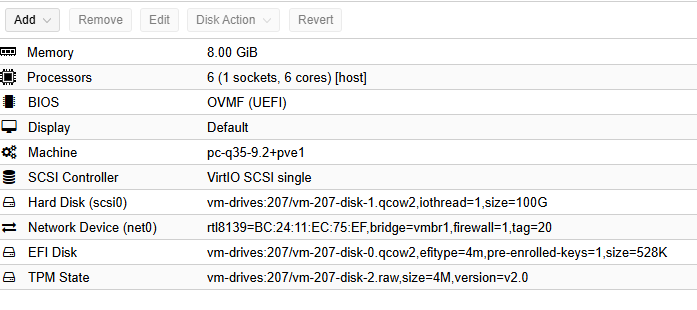 Add Remove Edit Disk Action Revert
Memory 8.00 GiB
Processors 6 (1 sockets, 6 cores) [host]
BIOS OVMF (UEFI)
Display Default
Machine pc-q35-9.2+pve1
SCSI Controller VirtIO SCSI single
Hard Disk (scsi0) vm-drives:207/vm-207-disk-1.qcow2,iothread=1,size=100G
Network Device (net0) rtl8139=BC:24:11:EC:75:EF,bridge=vmbr1,firewall=1,tag=20
EFI Disk vm-drives:207/vm-207-disk-0.qcow2,efitype=4m,pre-enrolled-keys=1,size=528K
TPM State vm-drives:207/vm-207-disk-2.raw,size=4M,version=v2.0